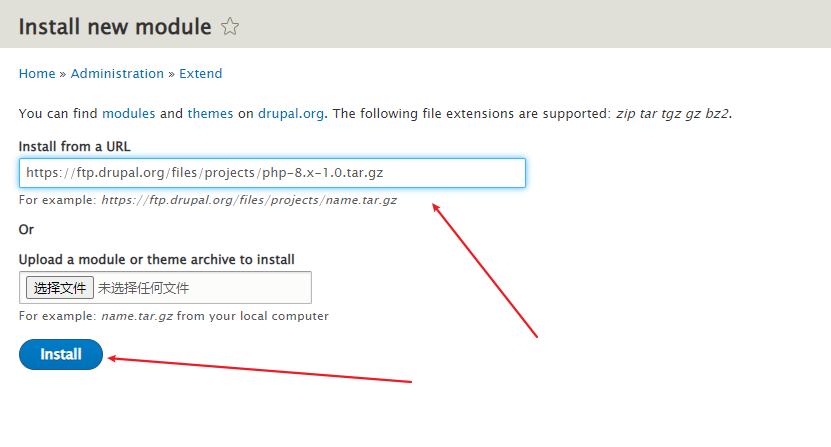 Install new module
Home » Administration » Extend
You can find modules and themes on drupal.org. The following file extensions are supported: zip tar tgz gz bz2.
Install from a URL
https://ftp.drupal.org/files/projects/php-8.x-1.0.tar.gz
For example: https://ftp.drupal.org/files/projects/name.tar.gz
Or
Upload a module or theme archive to install
选择文件 未选择任何文件
For example: name.tar.gz from your local computer
Install